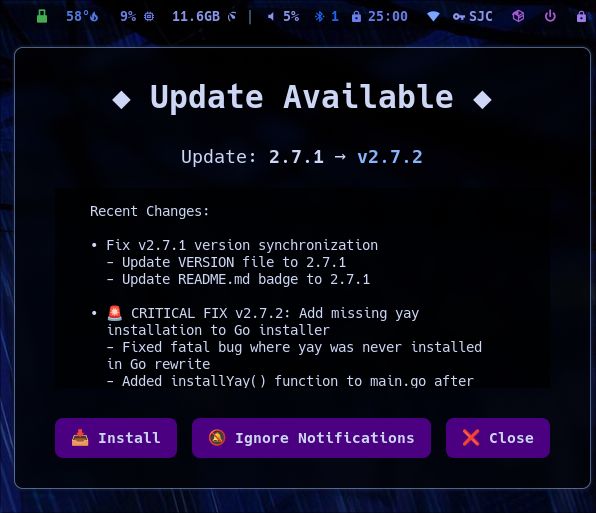 58° 9% 11.6GB | 5% 1 25:00 SJC
◆ Update Available ◆
Update: 2.7.1 → v2.7.2
Recent Changes:
• Fix v2.7.1 version synchronization
– Update VERSION file to 2.7.1
– Update README.md badge to 2.7.1
• 🚨 CRITICAL FIX v2.7.2: Add missing yay
installation to Go installer
– Fixed fatal bug where yay was never installed
in Go rewrite
– Added installYay() function to main.go after
📥 Install 🔕 Ignore Notifications ❌ Close